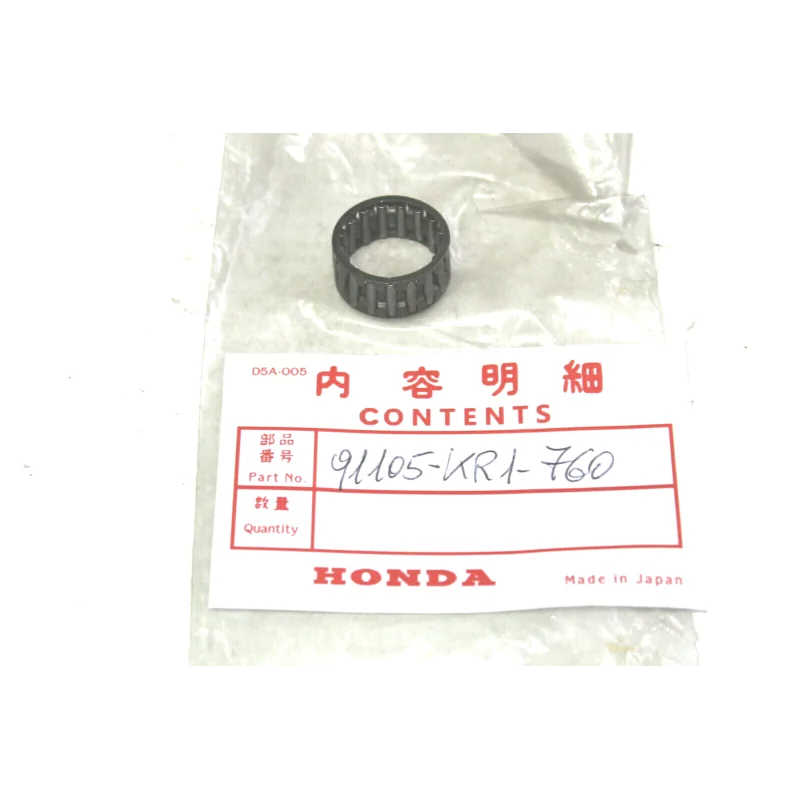 D5A-005
内容明細
CONTENTS
部品
番号
Part No.
91105-KR1-760
数量
Quantity
HONDA
Made in Japan